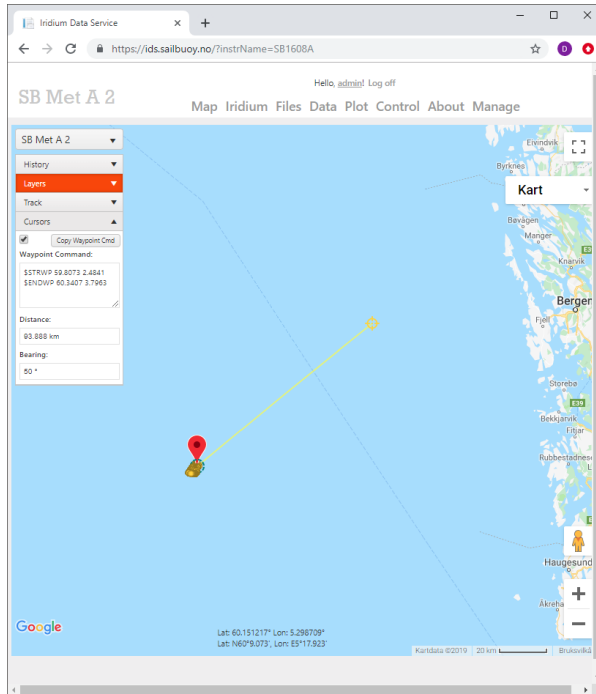 Iridium Data Service
https://ids.sailbuoy.no/?instrName=SB1608A
D
Hello, admin! Log off
SB Met A 2
Map Iridium Files Data Plot Control About Manage
SB Met A 2
History
Layers
Track
Cursors
Copy Waypoint Cmd
Waypoint Command:
$STRWP 59.8073 2.4841
$ENDWP 60.3407 3.7963
Distance:
93.888 km
Bearing:
50 °
Eivindvik
Byrknes
Kart
Bøvågen
Manger
Knarvik
Bergen
Fjell
Storebø
E39
Bekkjarvik
Fitjar
Rubbestadnes
Haugesund
Åkreha
Google
Lat: 60.151217° Lon: 5.298709°
Lat: N60°9.073', Lon: E5°17.923'
Kartdata ©2019 20 km Bruksvilkå